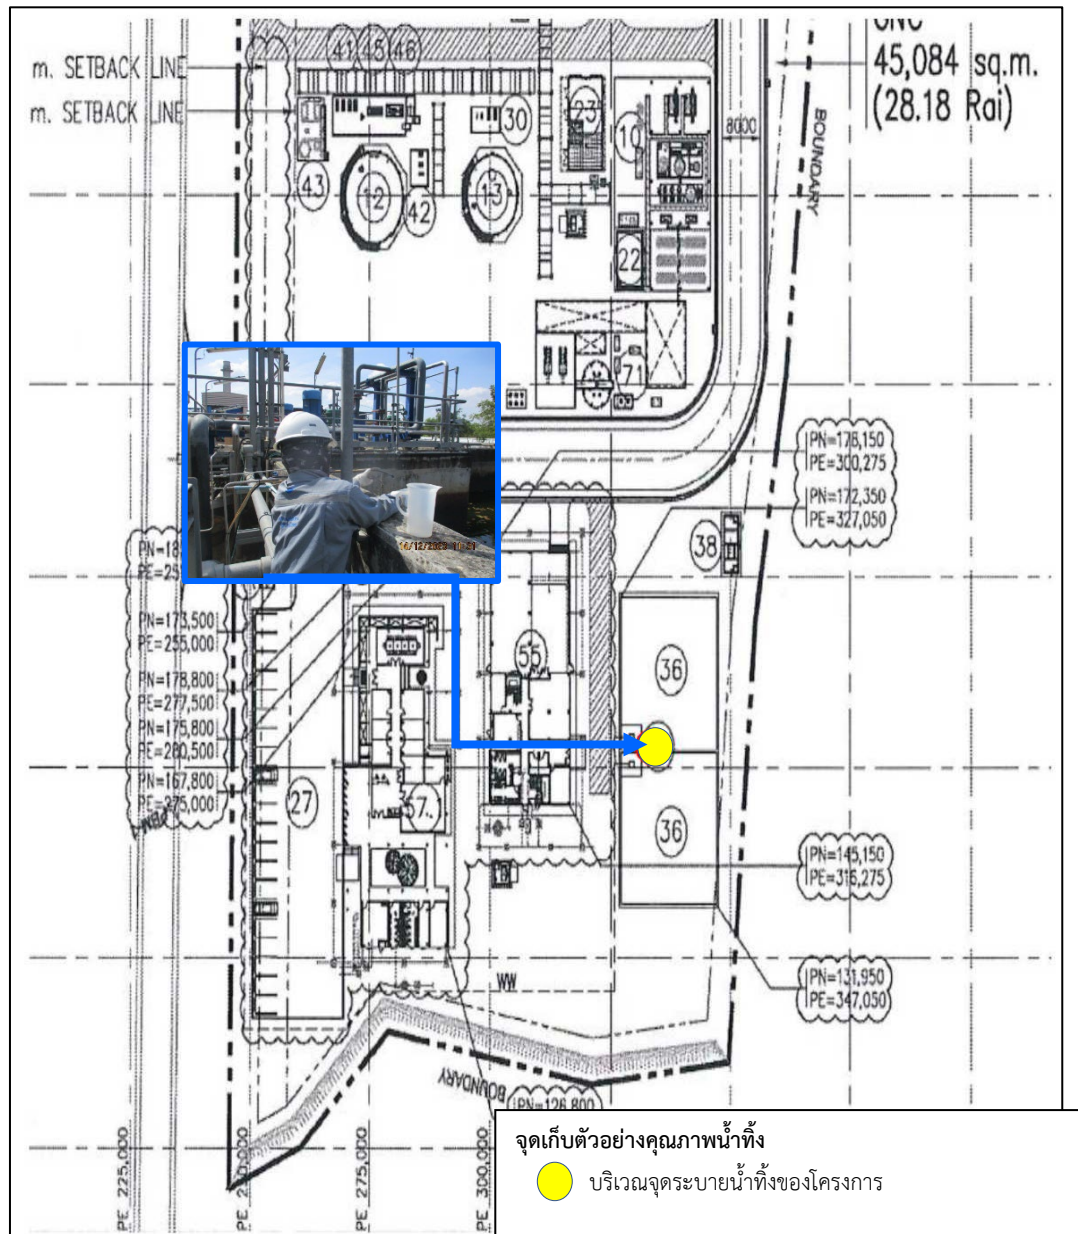 GNC
45,084 sq.m.
(28.18 Rai)
m. SETBACK LINE
m. SETBACK LINE
41
45
46
30
23
10
8000
BOUNDARY
43
12
42
13
22
71
PN=178,150
PE=300,275
PN=172,350
PE=327,050
38
PN=173,500
PE=255,000
PN=178,800
PE=277,500
PN=175,800
PE=280,500
PN=167,800
PE=275,000
27
57
55
36
36
PN=145,150
PE=316,275
PN=131,950
PE=347,050
WW
BOUNDARY
PN=126,800
PE 225,000
PE 275,000
PE 300,000
จุดเก็บตัวอย่างคุณภาพน้ำทิ้ง
บริเวณจุดระบายน้ำทิ้งของโครงการ